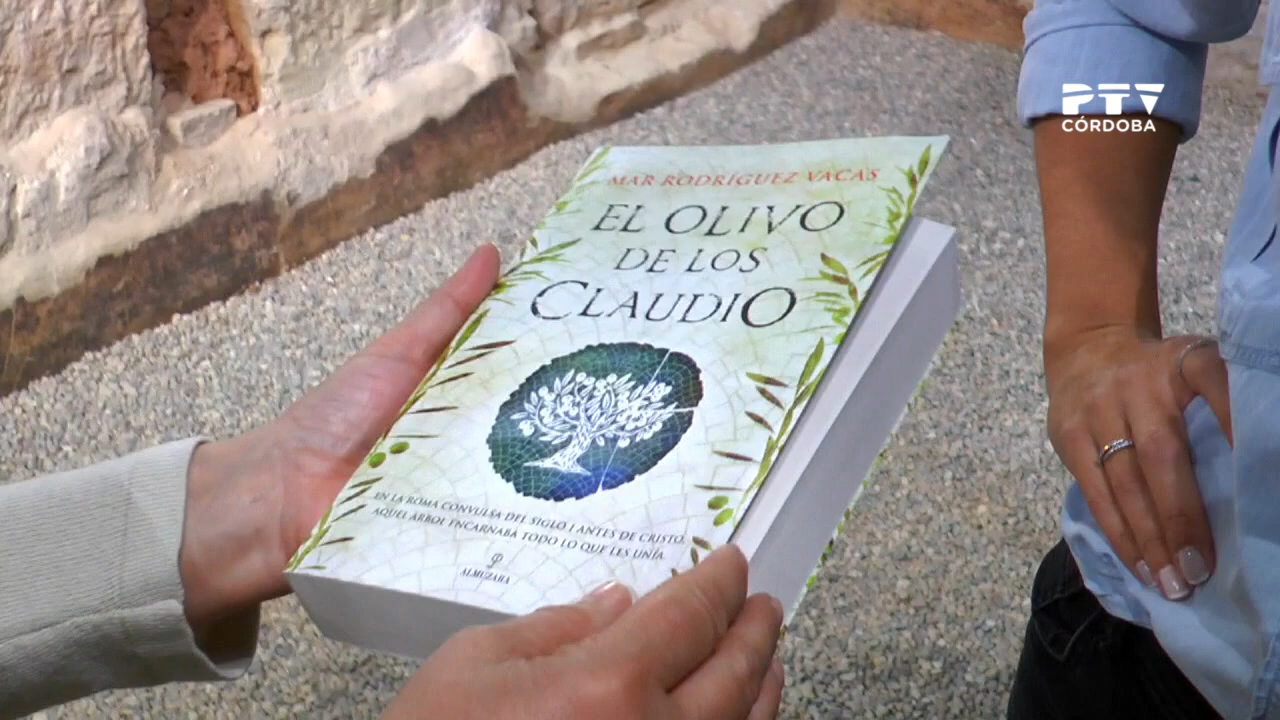 PTV
CÓRDOBA
MAR RODRÍGUEZ VACAS
EL OLIVO
DE LOS
CLAUDIO
EN LA ROMA CONVULSA DEL SIGLO I ANTES DE CRISTO,
AQUEL ÁRBOL ENCARNABA TODO LO QUE LES UNÍA.
ALMUZARA